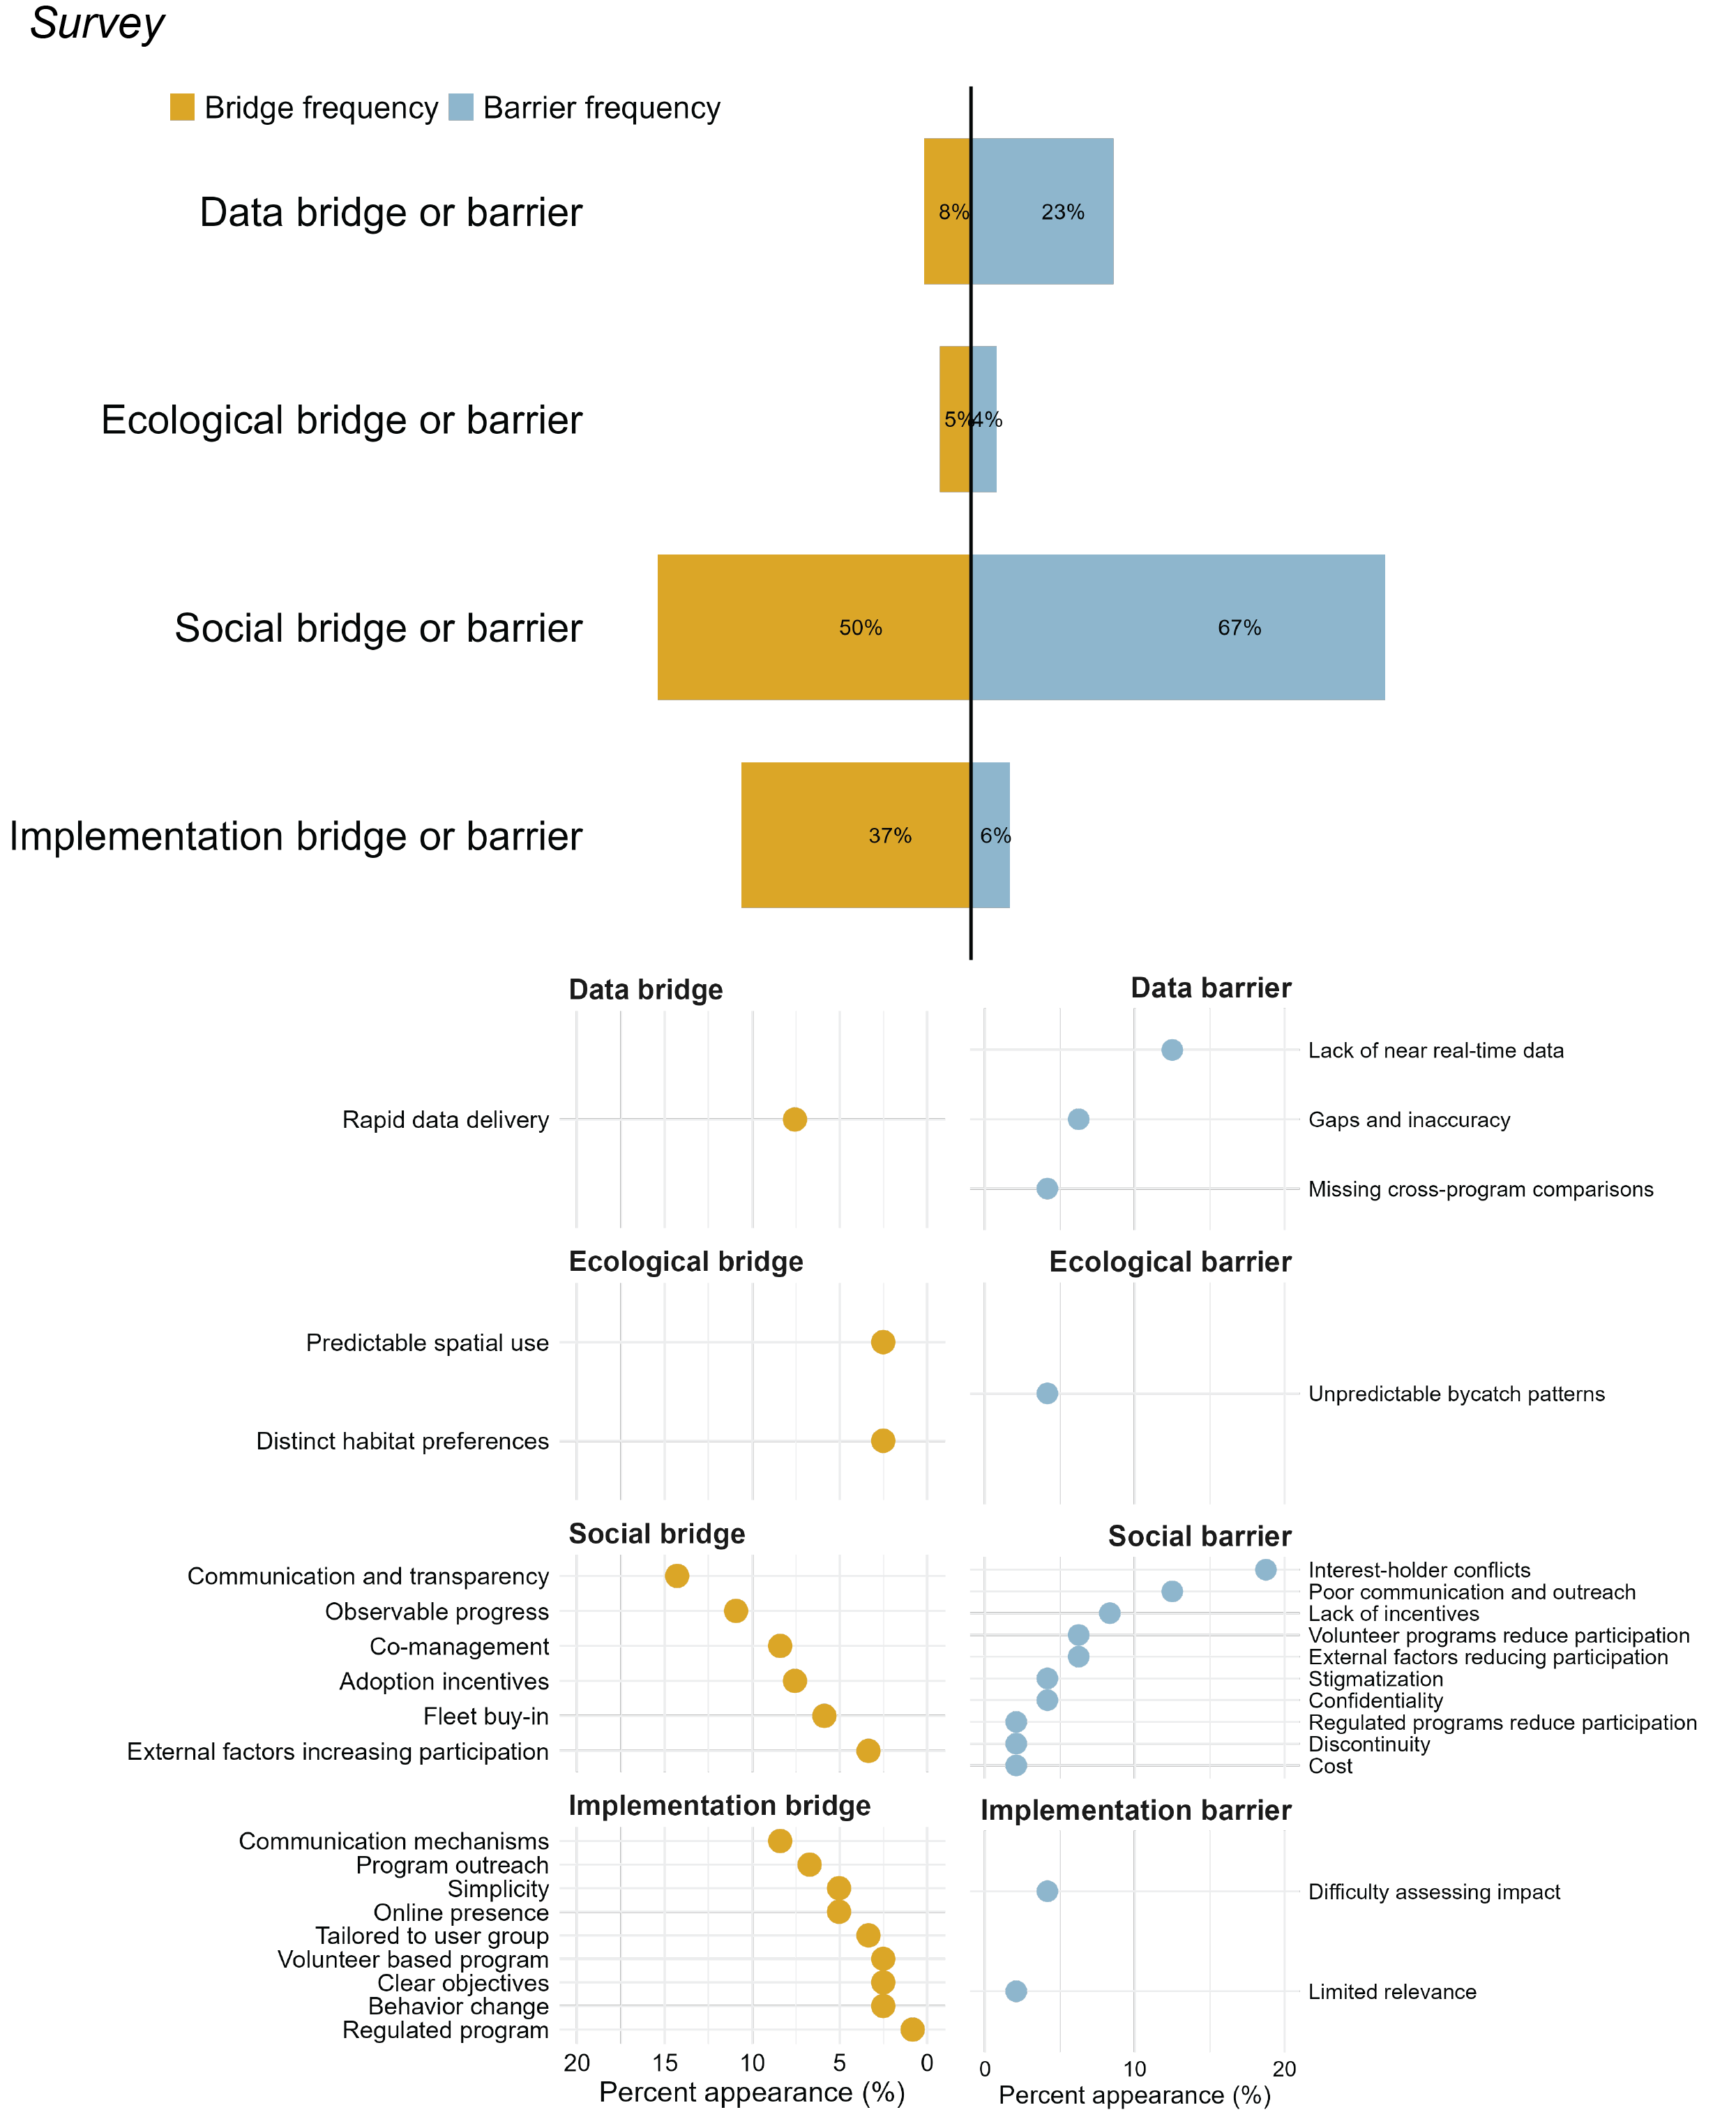 Survey
Bridge frequency Barrier frequency
Data bridge or barrier
8% 23%
Ecological bridge or barrier
5% 4%
Social bridge or barrier
50% 67%
Implementation bridge or barrier
37% 6%
Data bridge
Rapid data delivery
Data barrier
Lack of near real-time data
Gaps and inaccuracy
Missing cross-program comparisons
Ecological bridge
Predictable spatial use
Distinct habitat preferences
Ecological barrier
Unpredictable bycatch patterns
Social bridge
Communication and transparency
Observable progress
Co-management
Adoption incentives
Fleet buy-in
External factors increasing participation
Social barrier
Interest-holder conflicts
Poor communication and outreach
Lack of incentives
Volunteer programs reduce participation
External factors reducing participation
Stigmatization
Confidentiality
Regulated programs reduce participation
Discontinuity
Cost
Implementation bridge
Communication mechanisms
Program outreach
Simplicity
Online presence
Tailored to user group
Volunteer based program
Clear objectives
Behavior change
Regulated program
20 15 10 5 0
Percent appearance (%)
Implementation barrier
Difficulty assessing impact
Limited relevance
0 10 20
Percent appearance (%)